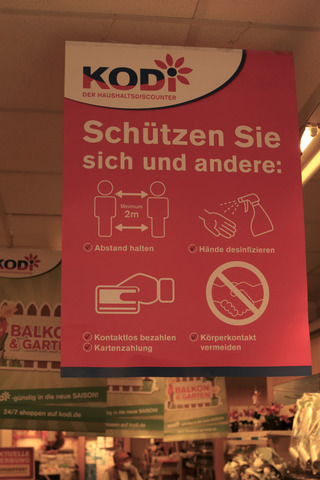 KODi
DER HAUSHALTSDISCOUNTER
Schützen Sie
sich und andere:
Minimum
2m
Abstand halten
Hände desinfizieren
Kontaktlos bezahlen
Kartenzahlung
Körperkontakt
vermeiden
KODi
BALKON
& GARTEN
günstig in die neue SAISON!
24/7 shoppen auf kodi.de
BALKON
& GARTEN